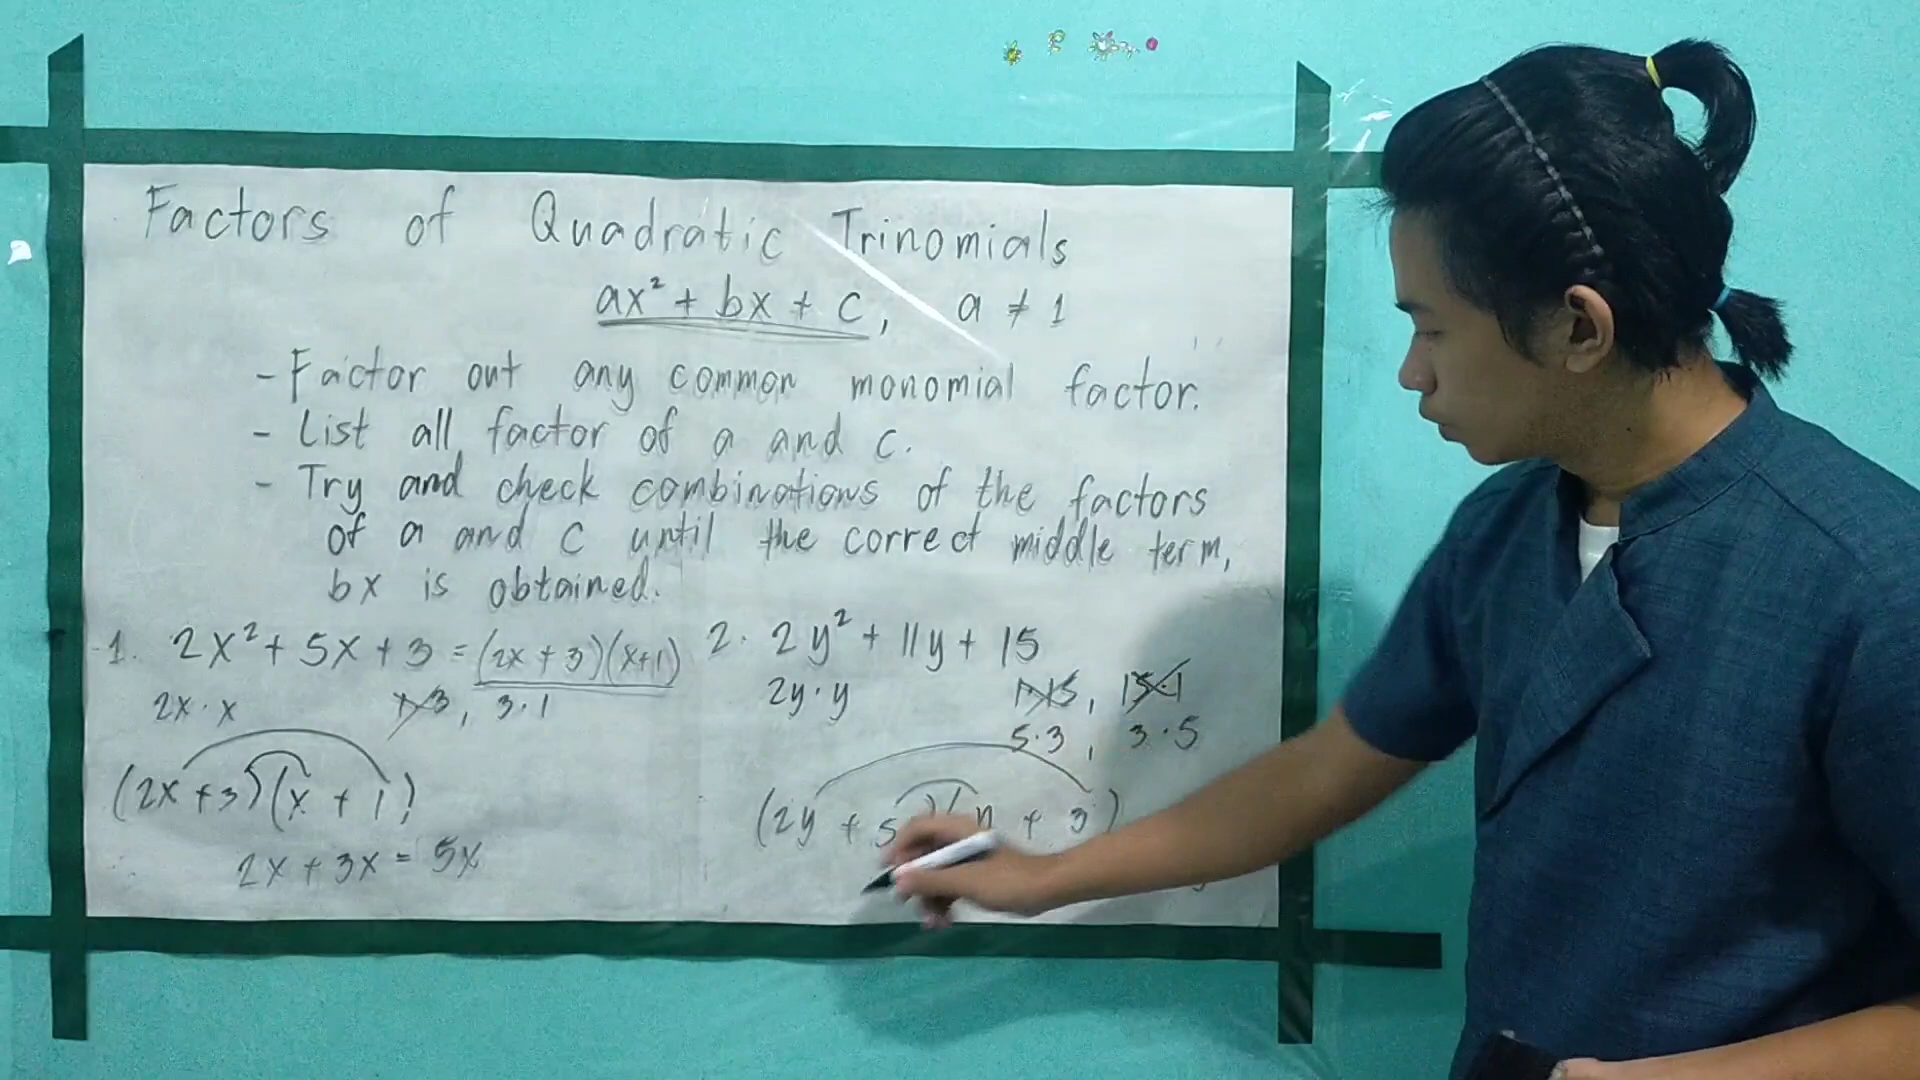 Factors of Quadratic Trinomials
ax² + bx + c, a ≠ 1
- Factor out any common monomial factor.
- List all factor of a and c.
- Try and check combinations of the factors
of a and c until the correct middle term,
bx is obtained.
1. 2x² + 5x + 3 = (2x + 3)(x+1)
2x · x 1·3, 3·1
(2x + 3)(x + 1)
2x + 3x = 5x
2. 2y² + 11y + 15
2y · y 1·15, 15·1
5·3, 3·5
(2y + 5)( + 3)